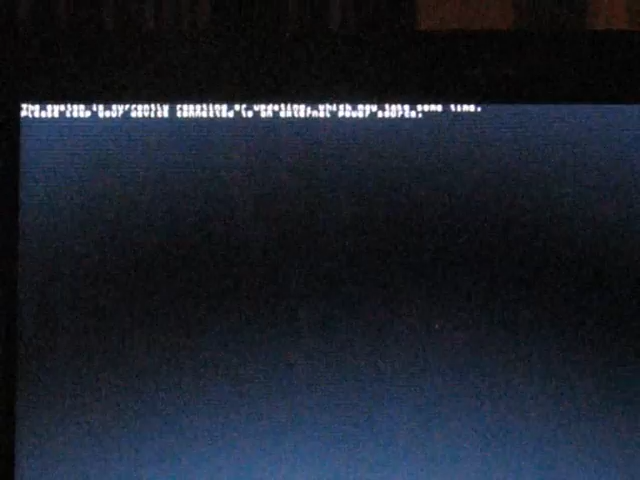 The system is currently repairing or updating, which may take some time.
Please keep your device connected to an external power source.